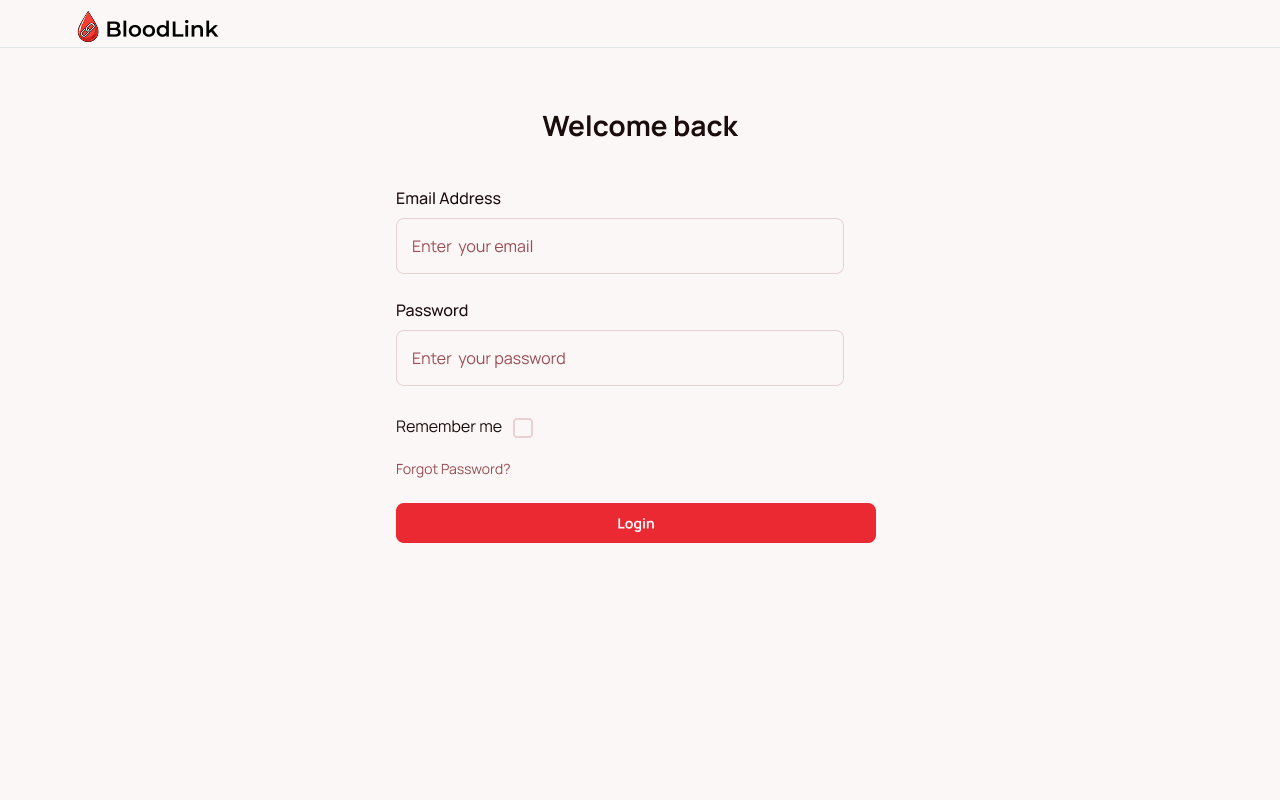 BloodLink
Welcome back
Email Address
Enter  your email
Password
Enter  your password
Remember me
Forgot Password?
Login